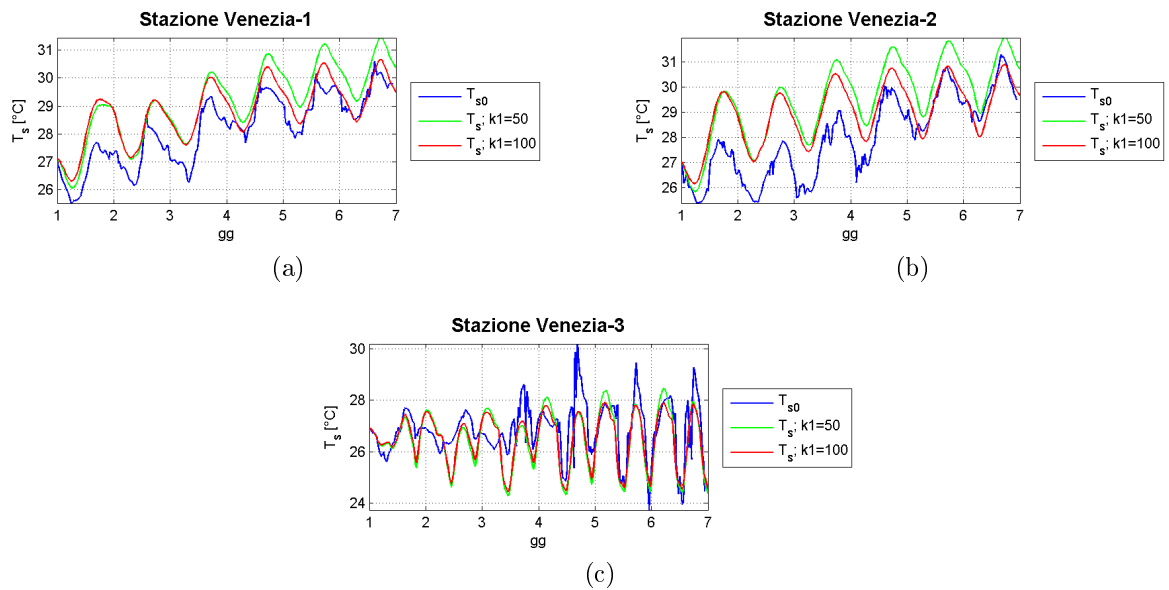 Stazione Venezia-1
T_s [°C]
31
30
29
28
27
26
1 2 3 4 5 6 7
gg
T_s0
T_s; k1=50
T_s; k1=100
(a)
Stazione Venezia-2
T_s [°C]
31
30
29
28
27
26
1 2 3 4 5 6 7
gg
T_s0
T_s; k1=50
T_s; k1=100
(b)
Stazione Venezia-3
T_s [°C]
30
28
26
24
1 2 3 4 5 6 7
gg
T_s0
T_s; k1=50
T_s; k1=100
(c)